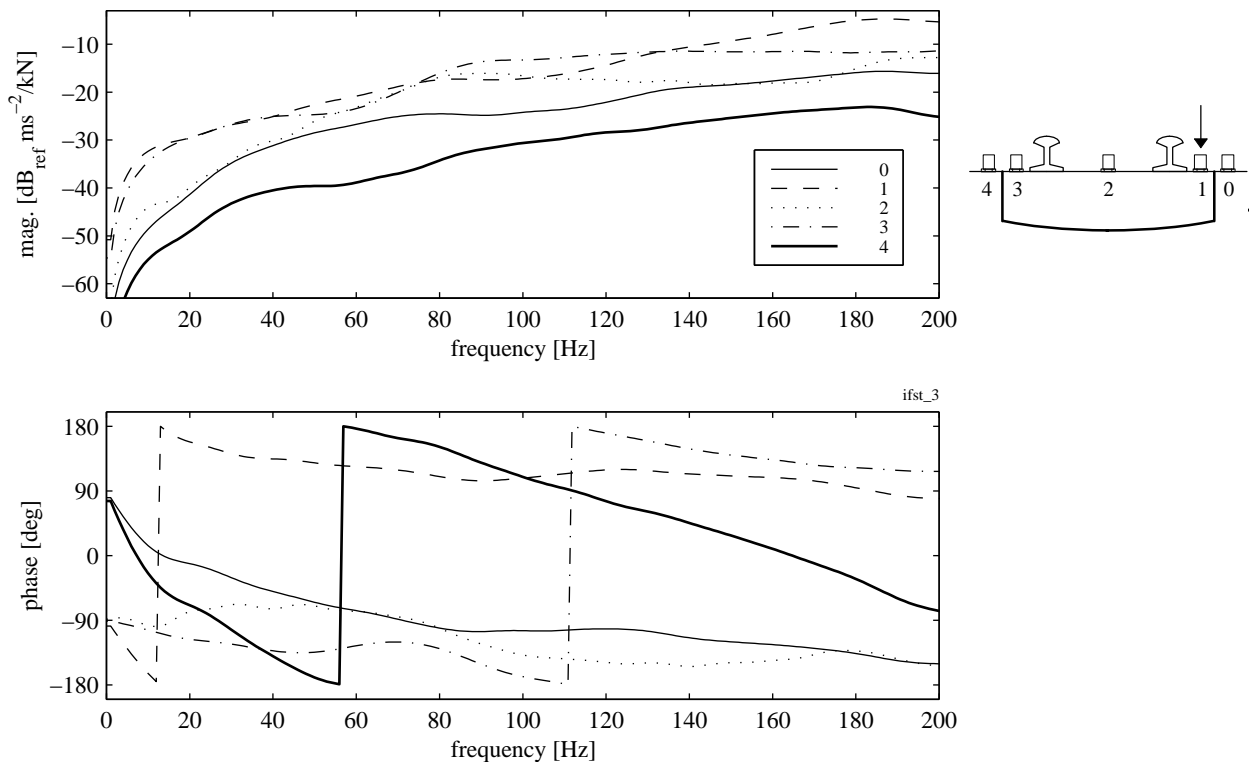 −10
−20
−30
−40
−50
−60
mag. [dB_ref ms⁻²/kN]
0
1
2
3
4
0 20 40 60 80 100 120 140 160 180 200
frequency [Hz]
4 3 2 1 0
ifst_3
180
90
0
−90
−180
phase [deg]
0 20 40 60 80 100 120 140 160 180 200
frequency [Hz]